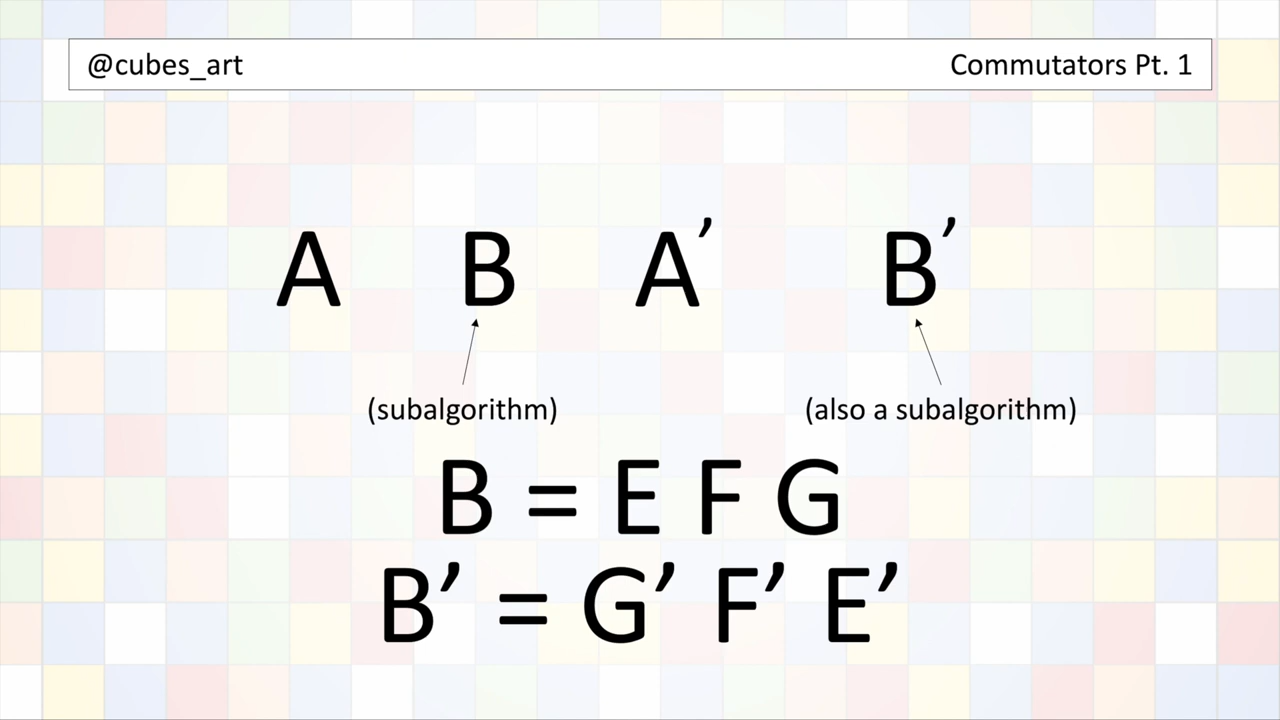 @cubes_art Commutators Pt. 1
A B A’ B’
(subalgorithm) (also a subalgorithm)
B = E F G
B’ = G’ F’ E’